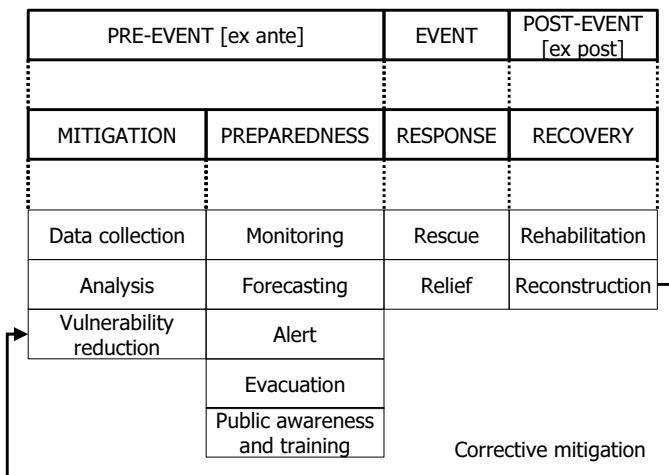 PRE-EVENT [ex ante]
EVENT
POST-EVENT
[ex post]
MITIGATION
PREPAREDNESS
RESPONSE
RECOVERY
Data collection
Monitoring
Rescue
Rehabilitation
Analysis
Forecasting
Relief
Reconstruction
Vulnerability
reduction
Alert
Evacuation
Public awareness
and training
Corrective mitigation